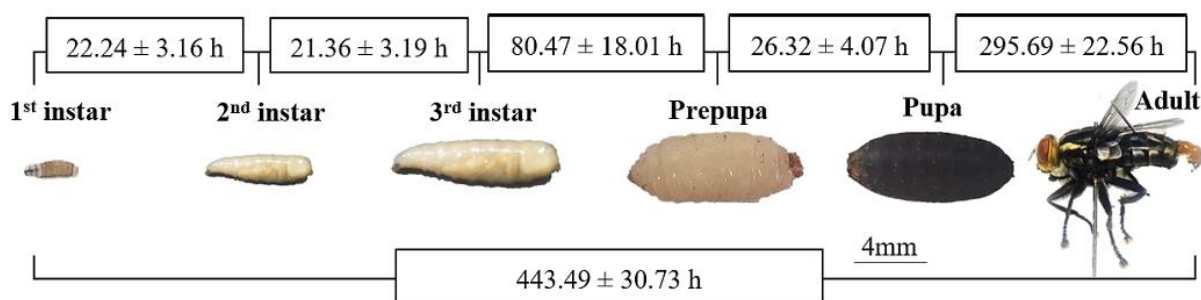 22.24 ± 3.16 h 21.36 ± 3.19 h 80.47 ± 18.01 h 26.32 ± 4.07 h 295.69 ± 22.56 h
1st instar 2nd instar 3rd instar Prepupa Pupa Adult
4mm
443.49 ± 30.73 h